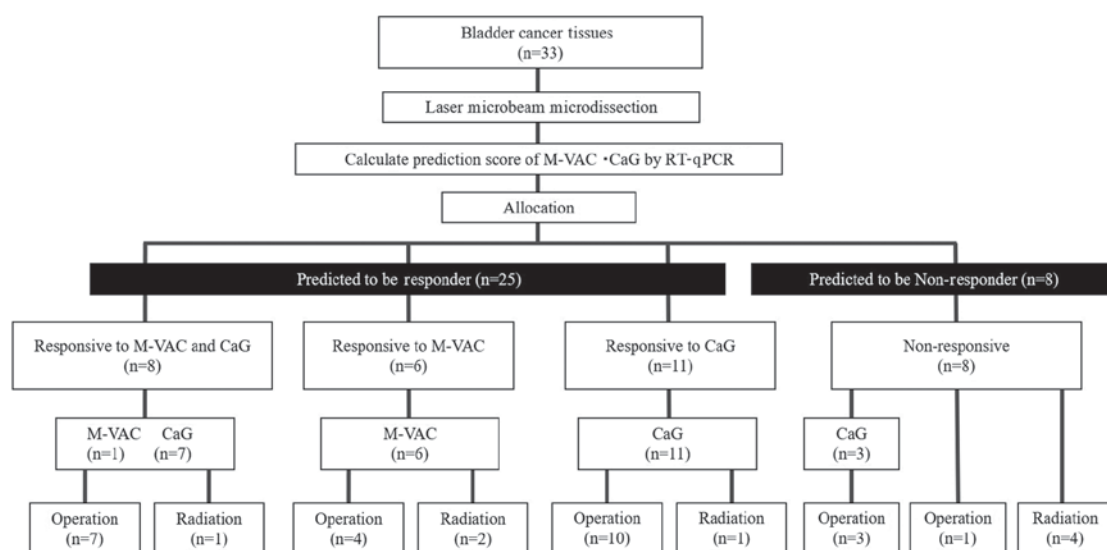 Bladder cancer tissues
(n=33)
Laser microbeam microdissection
Calculate prediction score of M-VAC・CaG by RT-qPCR
Allocation
Predicted to be responder (n=25)
Predicted to be Non-responder (n=8)
Responsive to M-VAC and CaG
(n=8)
Responsive to M-VAC
(n=6)
Responsive to CaG
(n=11)
Non-responsive
(n=8)
M-VAC CaG
(n=1) (n=7)
M-VAC
(n=6)
CaG
(n=11)
CaG
(n=3)
Operation
(n=7)
Radiation
(n=1)
Operation
(n=4)
Radiation
(n=2)
Operation
(n=10)
Radiation
(n=1)
Operation
(n=3)
Operation
(n=1)
Radiation
(n=4)